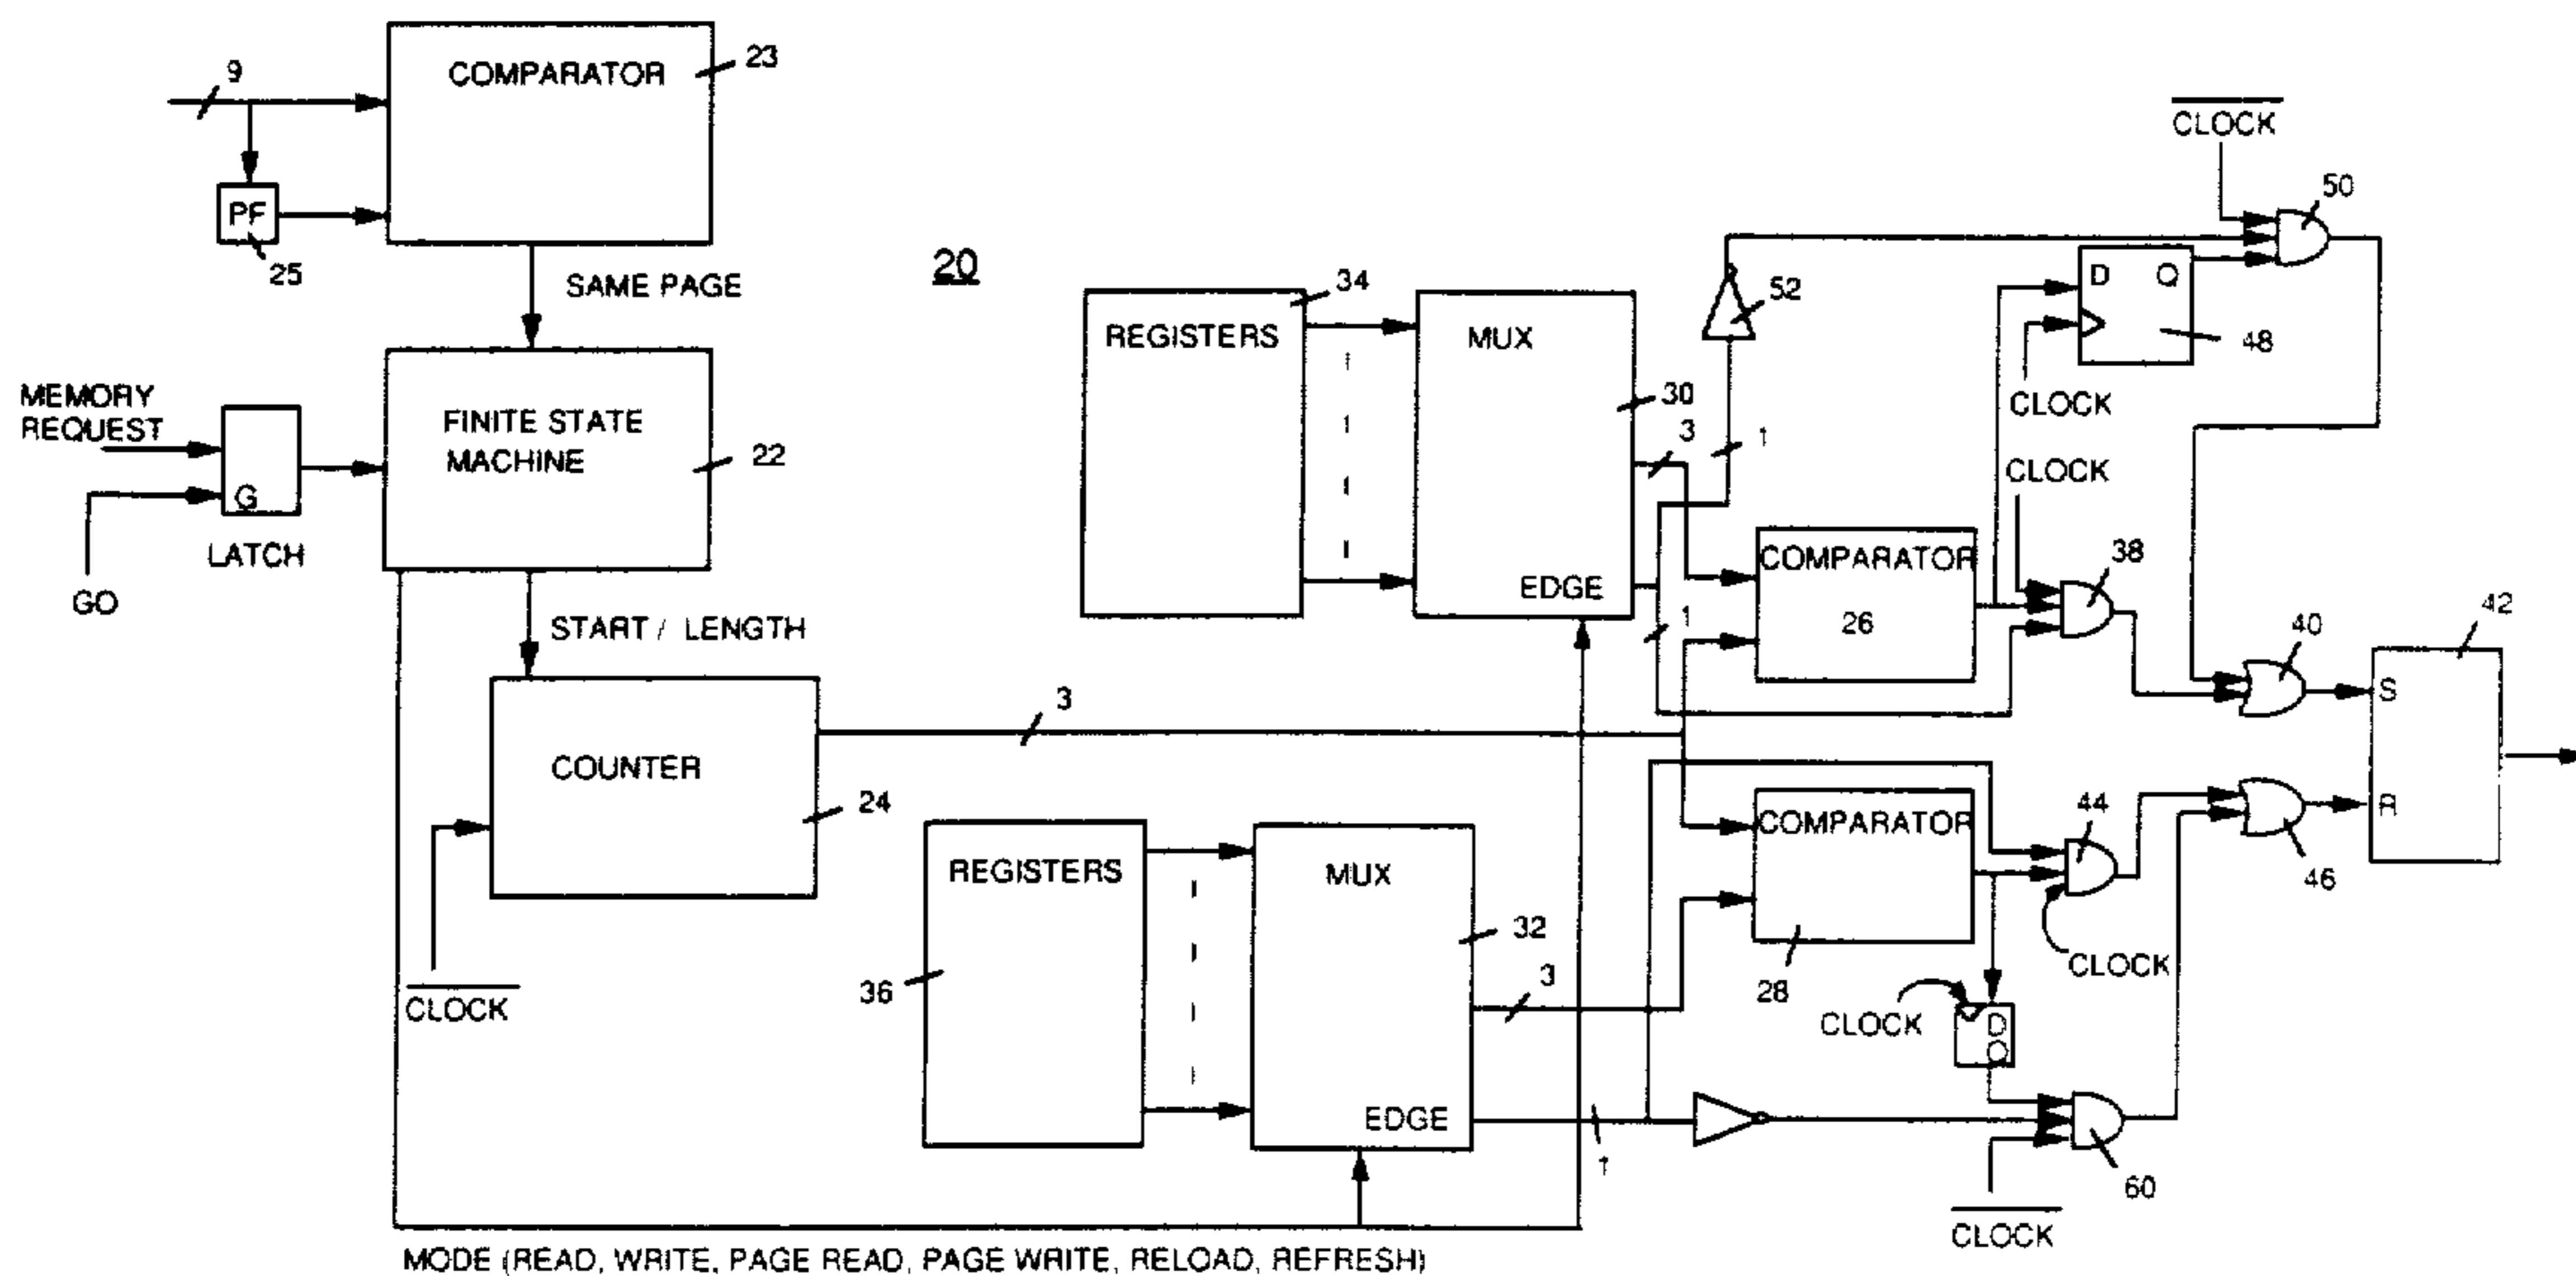 COMPARATOR
23
9
PF
25
SAME PAGE
20
MEMORY
REQUEST
G
LATCH
GO
FINITE STATE
MACHINE
22
START / LENGTH
COUNTER
24
CLOCK
3
REGISTERS
34
MUX
EDGE
30
3
1
1
52
CLOCK
50
D Q
48
CLOCK
CLOCK
COMPARATOR
26
38
40
42
S
R
REGISTERS
36
MUX
EDGE
32
3
1
COMPARATOR
28
44
46
CLOCK
CLOCK
D
Q
60
CLOCK
MODE (READ, WRITE, PAGE READ, PAGE WRITE, RELOAD, REFRESH)